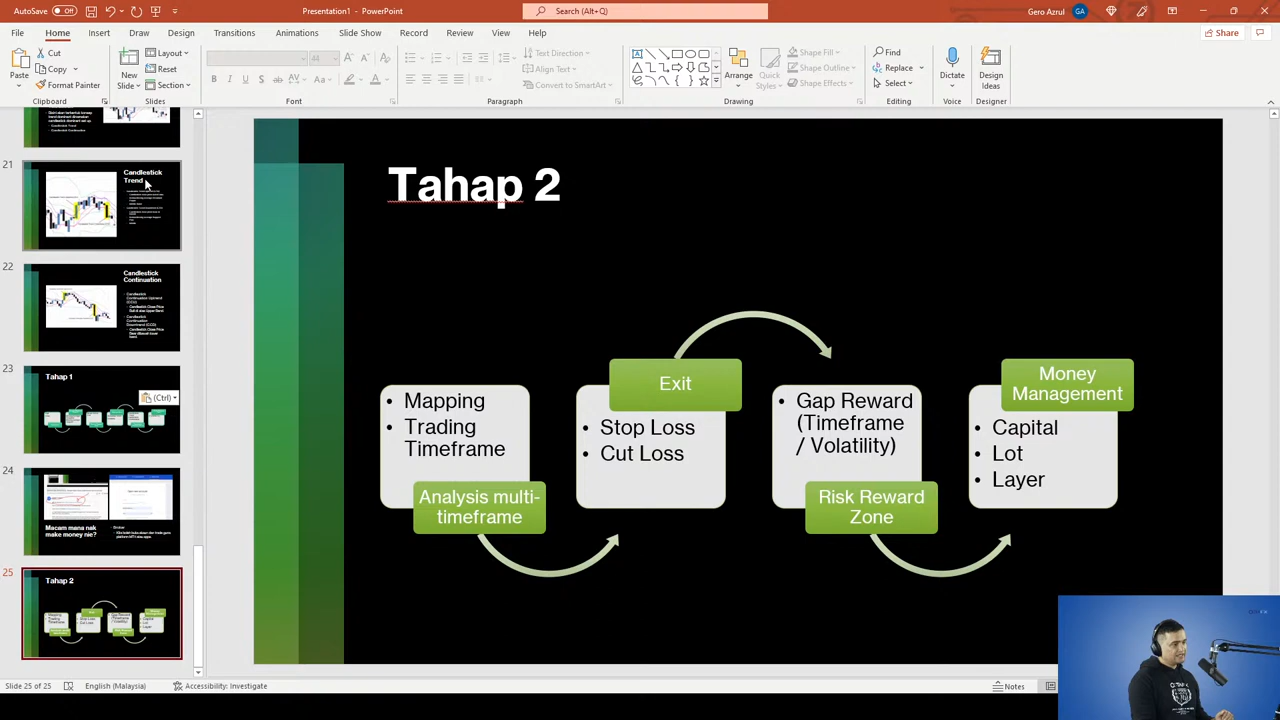 AutoSave Off
Presentation1 - PowerPoint
Search (Alt+Q)
Gero Azrul GA
File Home Insert Draw Design Transitions Animations Slide Show Record Review View Help
Share
Paste
Cut
Copy
Format Painter
Clipboard
New
Slide
Layout
Reset
Section
Slides
44
Font
Text Direction
Align Text
Convert to SmartArt
Paragraph
Arrange
Quick
Styles
Shape Fill
Shape Outline
Shape Effects
Drawing
Find
Replace
Select
Editing
Dictate
Voice
Design
Ideas
Designer
21
Candlestick
Trend
22
Candlestick
Continuation
23
Tahap 1
(Ctrl)
24
Macam mana nak
make money nie?
25
Tahap 2
Tahap 2
Mapping
Trading
Timeframe
Analysis multi-
timeframe
Exit
Stop Loss
Cut Loss
Gap Reward
(Timeframe
/ Volatility)
Risk Reward
Zone
Money
Management
Capital
Lot
Layer
Slide 25 of 25
English (Malaysia)
Accessibility: Investigate
Notes